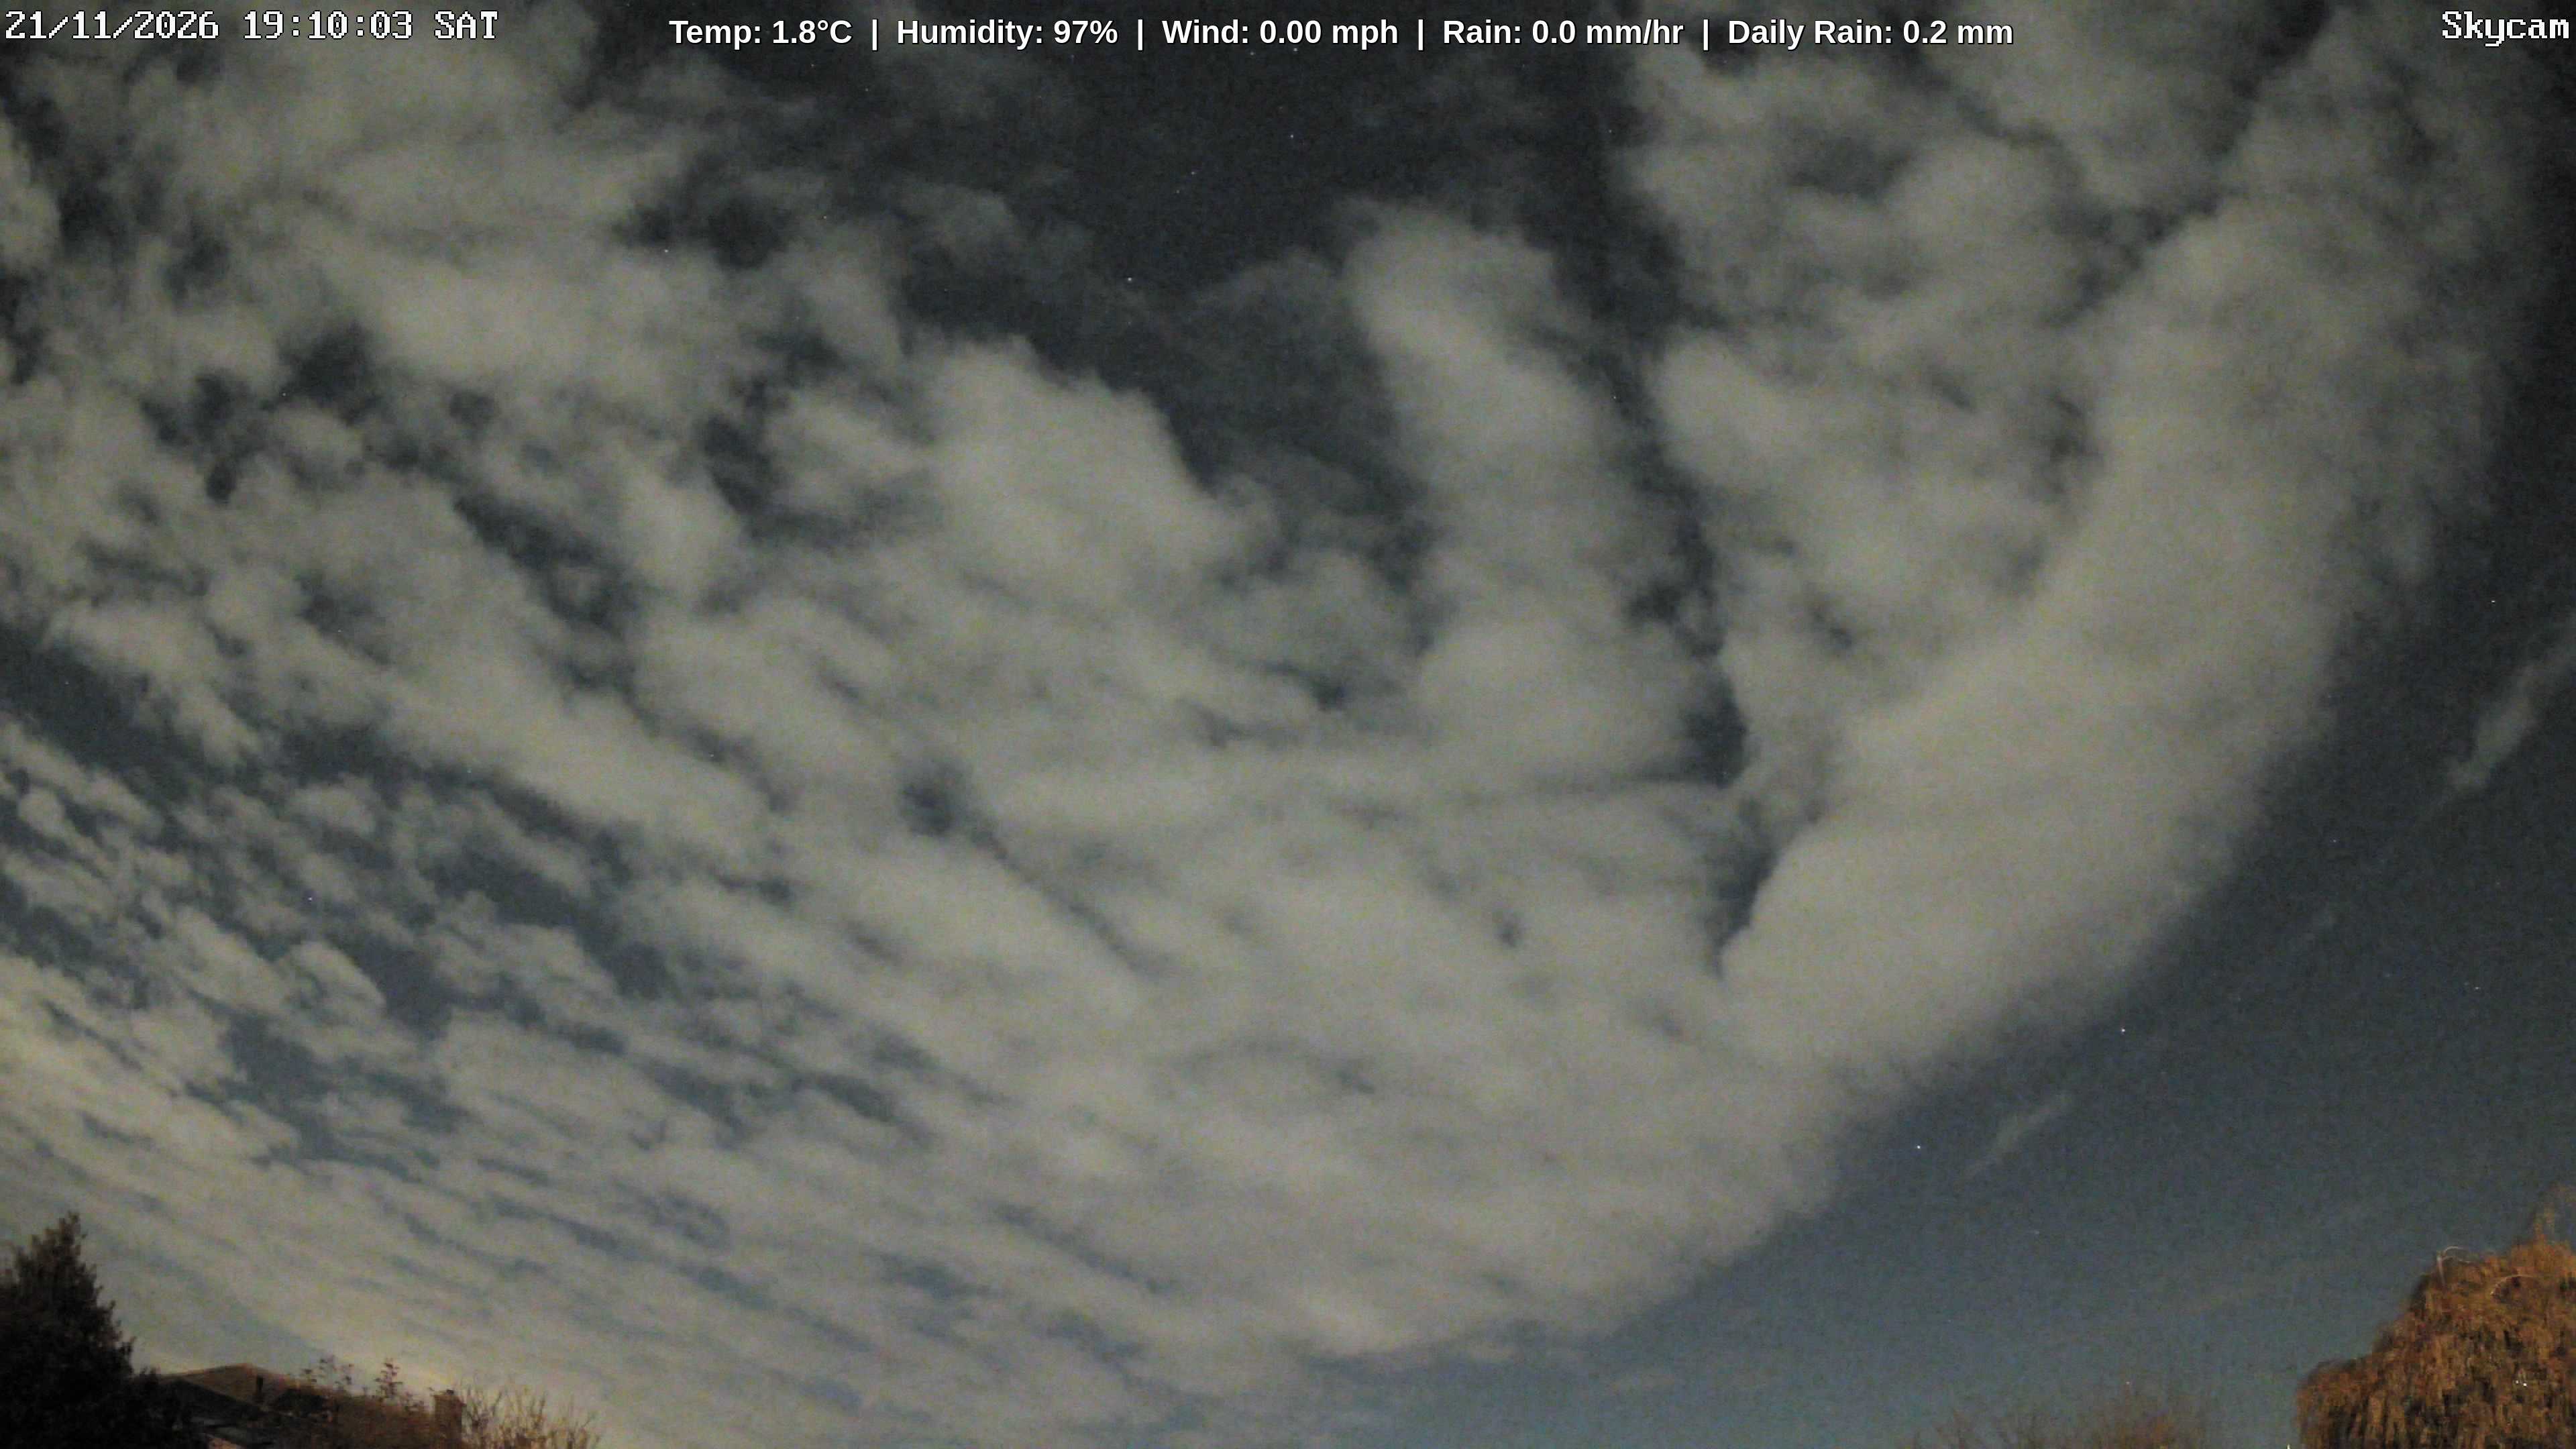 21/11/2026 19:10:03 SAT
Temp: 1.8°C | Humidity: 97% | Wind: 0.00 mph | Rain: 0.0 mm/hr | Daily Rain: 0.2 mm
Skycam